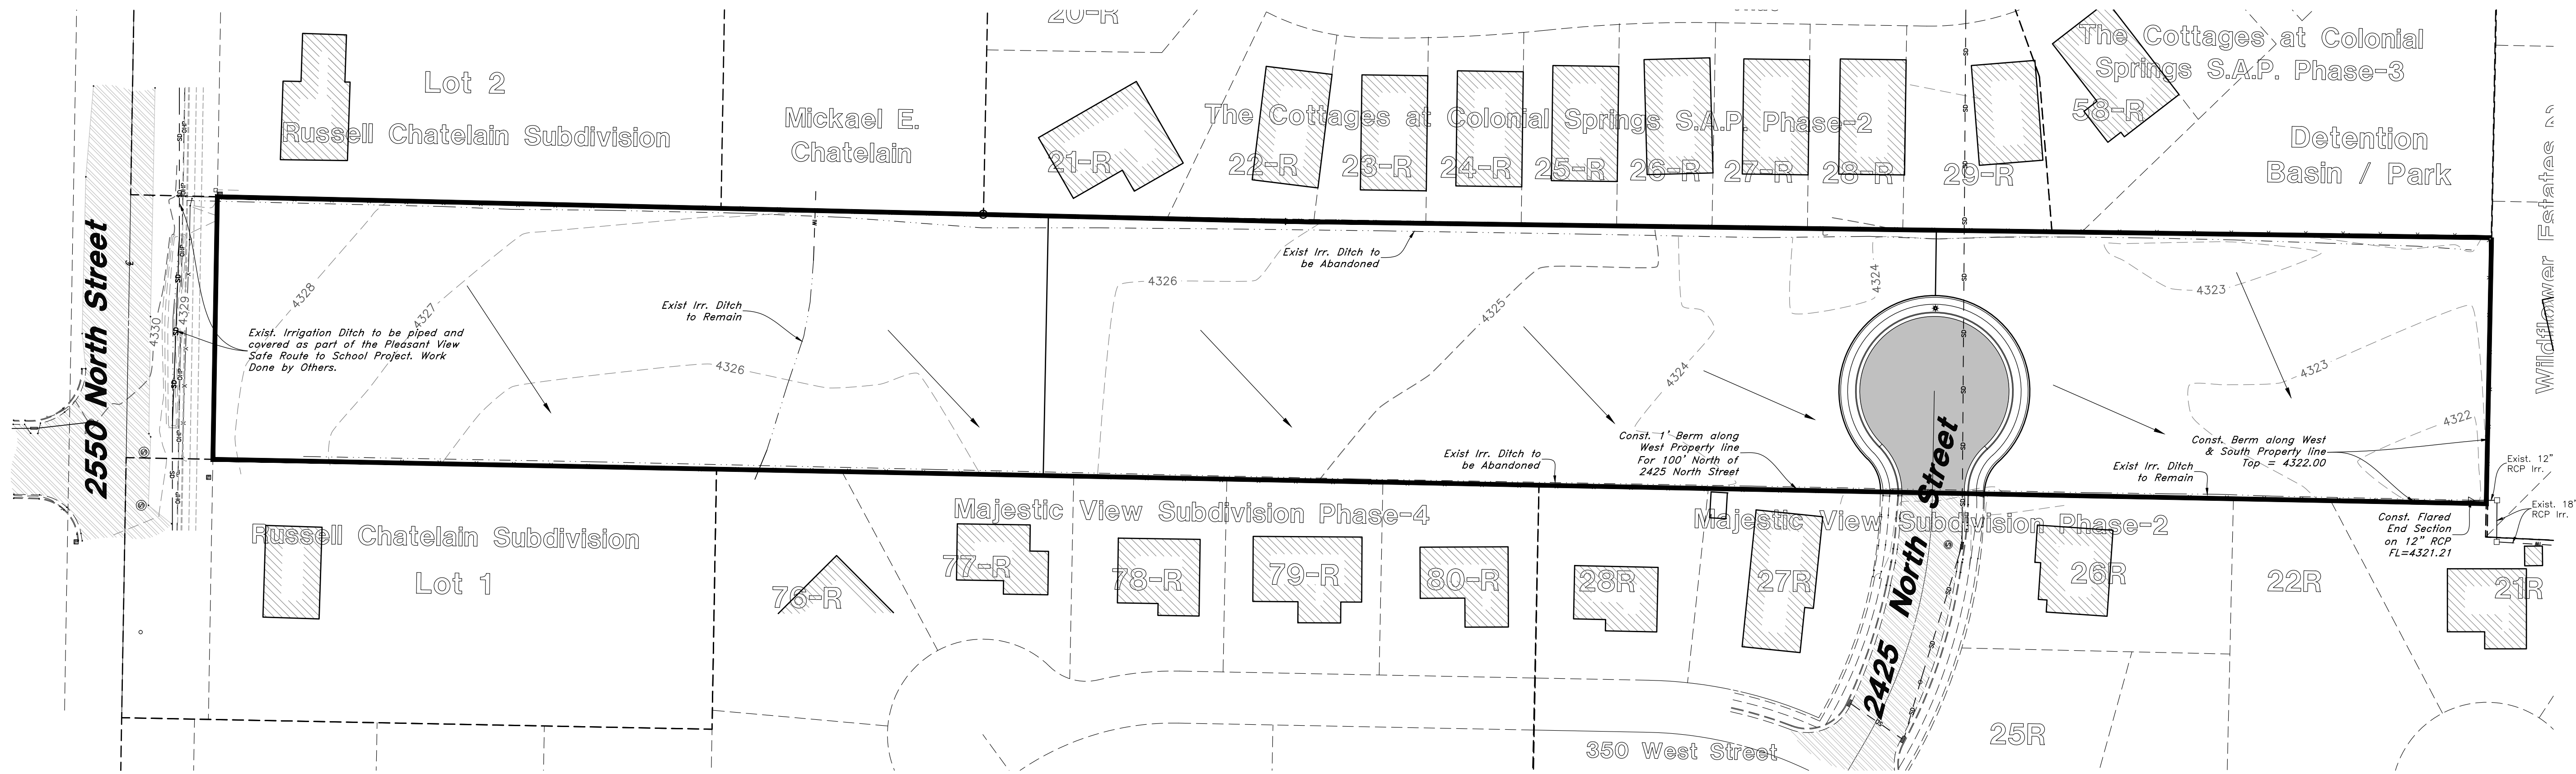 20-R
The Cottages at Colonial
Springs S.A.P. Phase-3
Lot 2
Russell Chatelain Subdivision
Mickael E.
Chatelain
The Cottages at Colonial Springs S.A.P. Phase-2
58-R
Detention
Basin / Park
21-R
22-R
23-R
24-R
25-R
26-R
27-R
28-R
29-R
Wildflower Estates 2
2550 North Street
4330
4329
4328
4327
4326
4326
4325
4324
4324
4323
4323
4322
Exist. Irrigation Ditch to be piped and
covered as part of the Pleasant View
Safe Route to School Project. Work
Done by Others.
Exist Irr. Ditch
to Remain
Exist Irr. Ditch to
be Abandoned
Exist Irr. Ditch to
be Abandoned
Const. 1' Berm along
West Property line
For 100' North of
2425 North Street
Exist Irr. Ditch
to Remain
Const. Berm along West
& South Property line
Top = 4322.00
Exist. 12"
RCP Irr.
Exist. 18"
RCP Irr.
Const. Flared
End Section
on 12" RCP
FL=4321.21
2425 North Street
Russell Chatelain Subdivision
Lot 1
Majestic View Subdivision Phase-4
Majestic View Subdivision Phase-2
76-R
77-R
78-R
79-R
80-R
28R
27R
26R
22R
21R
25R
350 West Street